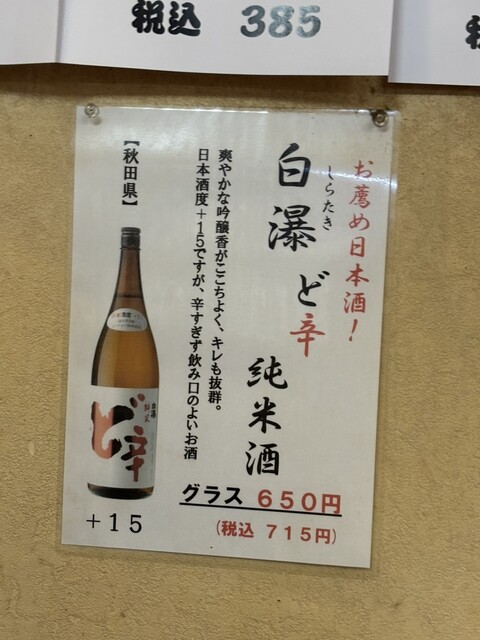 税込 385
お薦め日本酒！
しらたき
白瀑 ど辛 純米酒
爽やかな吟醸香がここちよく、キレも抜群。
日本酒度＋15ですが、辛すぎず飲み口のよいお酒
【秋田県】
ど辛
＋15
グラス 650円
(税込 715円)